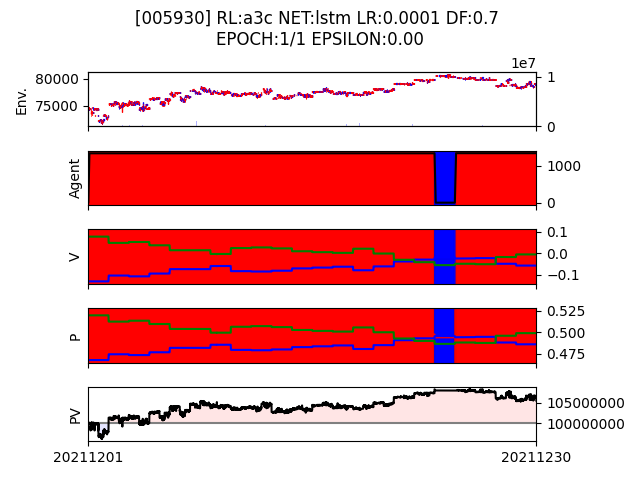 [005930] RL:a3c NET:lstm LR:0.0001 DF:0.7
EPOCH:1/1 EPSILON:0.00
1e7
Env.
80000
75000
1
0
Agent
1000
0
V
0.1
0.0
−0.1
P
0.525
0.500
0.475
PV
105000000
100000000
20211201
20211230